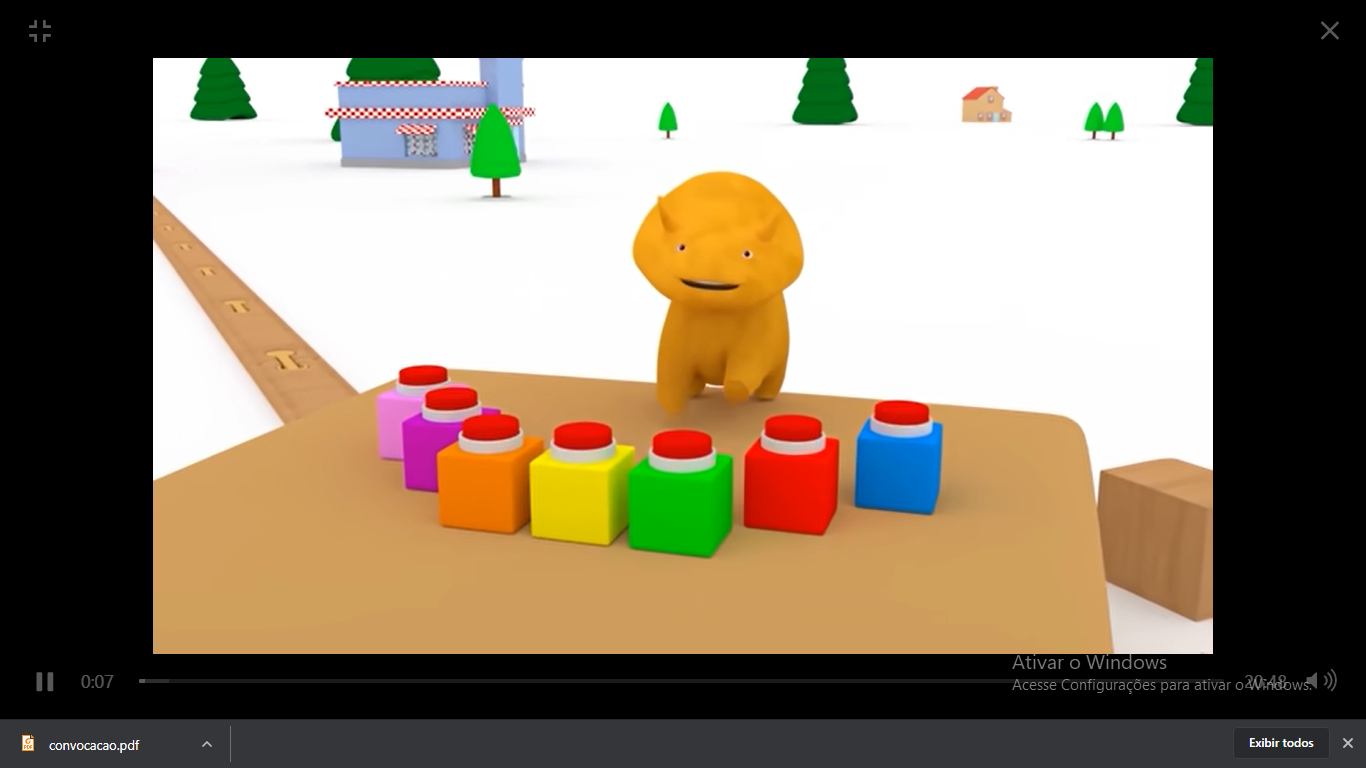 0:07
20:48
Ativar o Windows
Acesse Configurações para ativar o Windows.
convocacao.pdf
Exibir todos